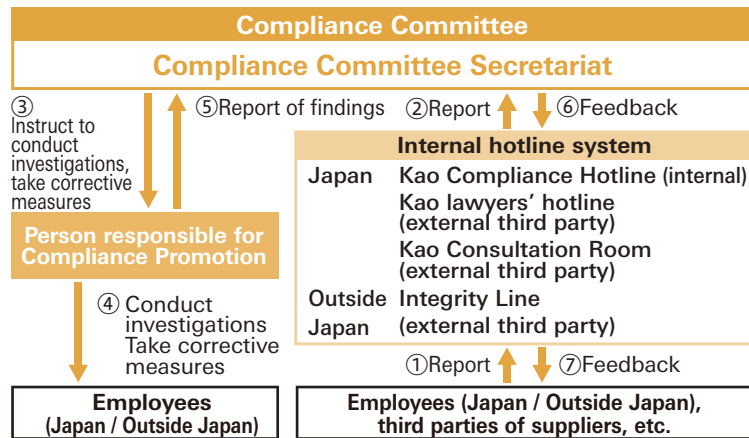 Compliance Committee
Compliance Committee Secretariat
③
Instruct to
conduct
investigations,
take corrective
measures
⑤Report of findings
②Report
⑥Feedback
Person responsible for
Compliance Promotion
④ Conduct
investigations
Take corrective
measures
Employees
(Japan / Outside Japan)
Internal hotline system
Japan Kao Compliance Hotline (internal)
Kao lawyers' hotline
(external third party)
Kao Consultation Room
(external third party)
Outside Integrity Line
Japan (external third party)
①Report
⑦Feedback
Employees (Japan / Outside Japan),
third parties of suppliers, etc.